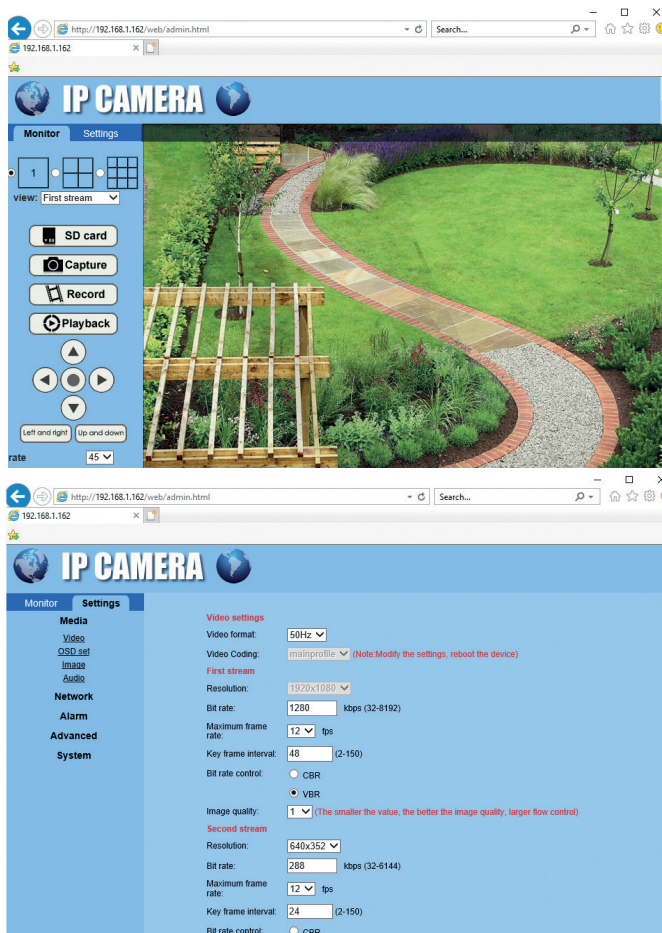 http://192.168.1.162/web/admin.html
Search...
192.168.1.162
IP CAMERA
Monitor Settings
1
view: First stream
SD card
Capture
Record
Playback
Left and right Up and down
rate 45
http://192.168.1.162/web/admin.html
Search...
192.168.1.162
IP CAMERA
Monitor Settings
Media
Video
OSD set
Image
Audio
Network
Alarm
Advanced
System
Video settings
Video format: 50Hz
Video Coding: mainprofile (Note:Modify the settings, reboot the device)
First stream
Resolution: 1920x1080
Bit rate: 1280 kbps (32-8192)
Maximum frame
rate: 12 fps
Key frame interval: 48 (2-150)
Bit rate control: CBR
VBR
Image quality: 1 (The smaller the value, the better the image quality, larger flow control)
Second stream
Resolution: 640x352
Bit rate: 288 kbps (32-6144)
Maximum frame
rate: 12 fps
Key frame interval: 24 (2-150)
Bit rate control: CBR